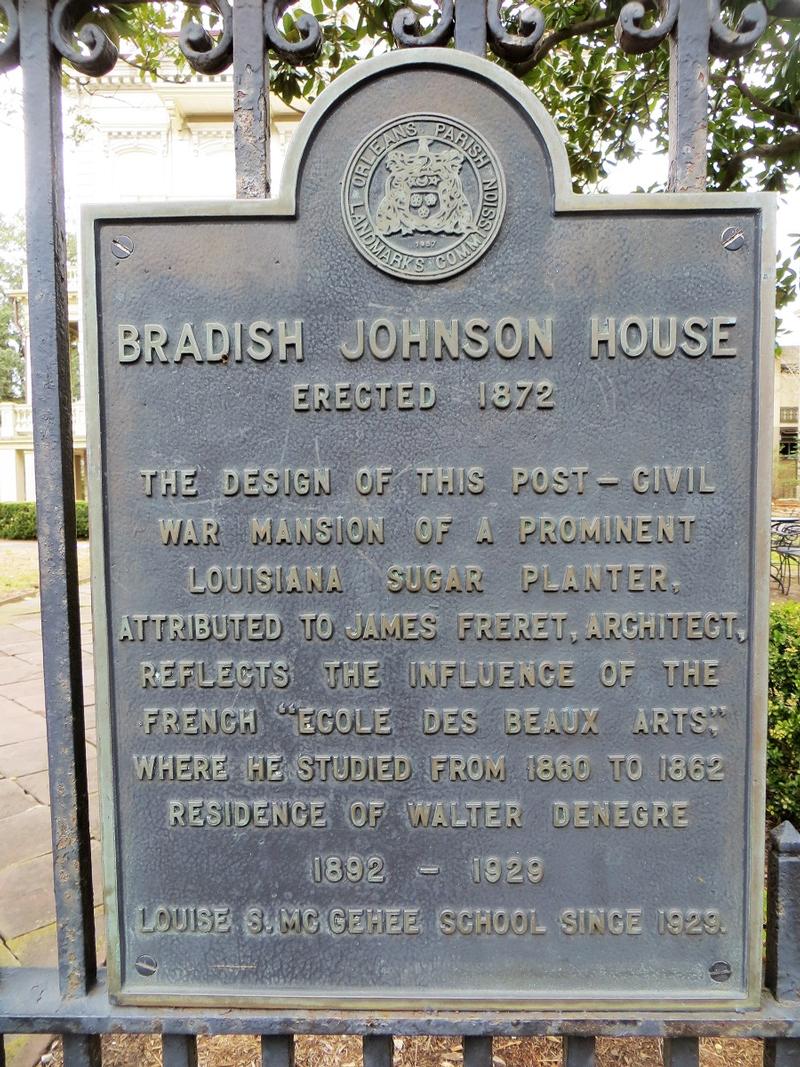 ORLEANS PARISH LANDMARKS COMMISSION
1957
BRADISH JOHNSON HOUSE
ERECTED 1872
THE DESIGN OF THIS POST – CIVIL
WAR MANSION OF A PROMINENT
LOUISIANA SUGAR PLANTER,
ATTRIBUTED TO JAMES FRERET, ARCHITECT,
REFLECTS THE INFLUENCE OF THE
FRENCH "ECOLE DES BEAUX ARTS,"
WHERE HE STUDIED FROM 1860 TO 1862
RESIDENCE OF WALTER DENEGRE
1892 – 1929
LOUISE S. MC GEHEE SCHOOL SINCE 1929.